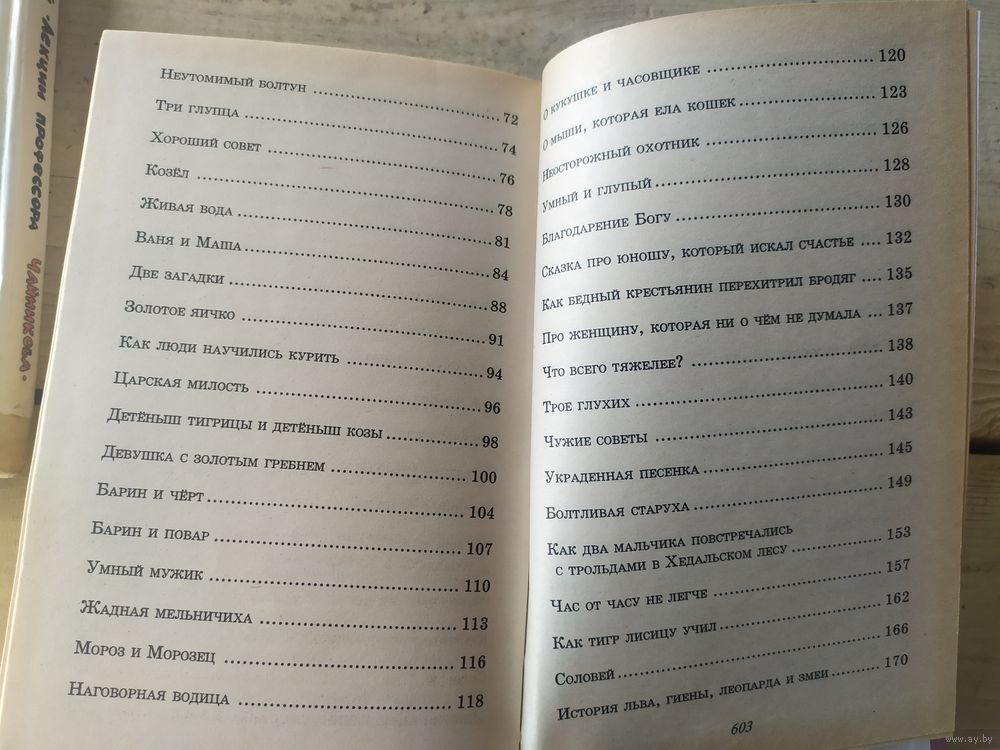 Лекции профессора Чайникова.
Неутомимый болтун ........ 72
Три глупца ........ 74
Хороший совет ........ 76
Козёл ........ 78
Живая вода ........ 81
Ваня и Маша ........ 84
Две загадки ........ 88
Золотое яичко ........ 91
Как люди научились курить ........ 94
Царская милость ........ 96
Детёныш тигрицы и детёныш козы ........ 98
Девушка с золотым гребнем ........ 100
Барин и чёрт ........ 104
Барин и повар ........ 107
Умный мужик ........ 110
Жадная мельничиха ........ 113
Мороз и Морозец ........ 116
Наговорная водица ........ 118
О кукушке и часовщике ........ 120
О мыши, которая ела кошек ........ 123
Неосторожный охотник ........ 126
Умный и глупый ........ 128
Благодарение Богу ........ 130
Сказка про юношу, который искал счастье .... 132
Как бедный крестьянин перехитрил бродяг .... 135
Про женщину, которая ни о чём не думала ... 137
Что всего тяжелее? ........ 138
Трое глухих ........ 140
Чужие советы ........ 143
Украденная песенка ........ 145
Болтливая старуха ........ 149
Как два мальчика повстречались
с трольдами в Хедальском лесу ........ 153
Час от часу не легче ........ 157
Как тигр лисицу учил ........ 162
Соловей ........ 166
История льва, гиены, леопарда и змеи ........ 170
603
www.ay.by